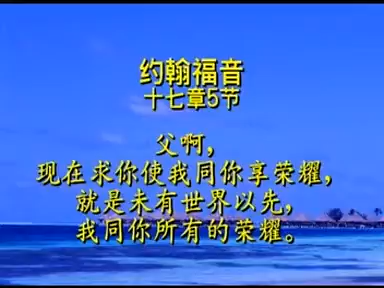 约翰福音
十七章5节
父啊，
现在求你使我同你享荣耀，
就是未有世界以先，
我同你所有的荣耀。